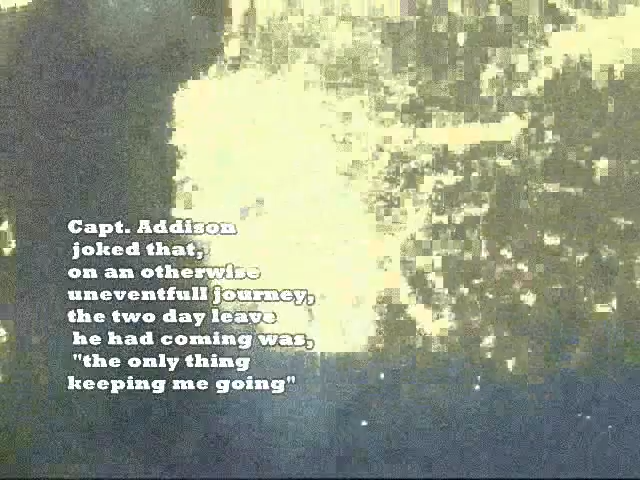 Capt. Addison
joked that,
on an otherwise
uneventfull journey,
the two day leave
he had coming was,
"the only thing
keeping me going"